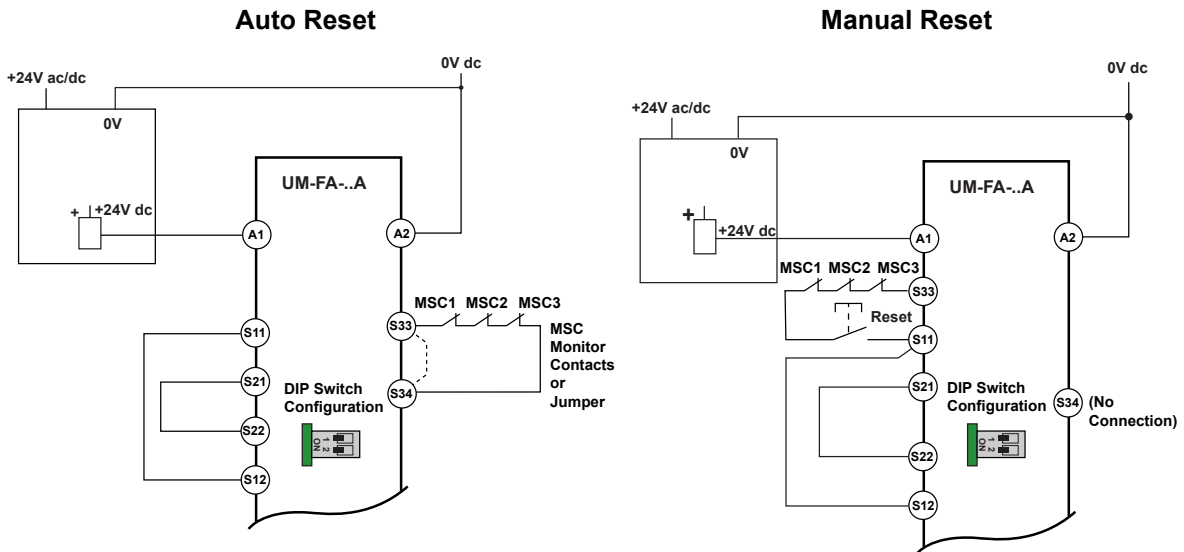 Auto Reset
+24V ac/dc
0V dc
0V
UM-FA-..A
+
+24V dc
A1
A2
MSC1 MSC2 MSC3
S33
MSC
Monitor
Contacts
or
Jumper
S11
S21
DIP Switch
Configuration
S34
S22
1 2
ON
S12
Manual Reset
0V dc
+24V ac/dc
0V
UM-FA-..A
+
+24V dc
A1
A2
MSC1 MSC2 MSC3
S33
Reset
S11
S21
DIP Switch
Configuration
S34
(No
Connection)
1 2
ON
S22
S12